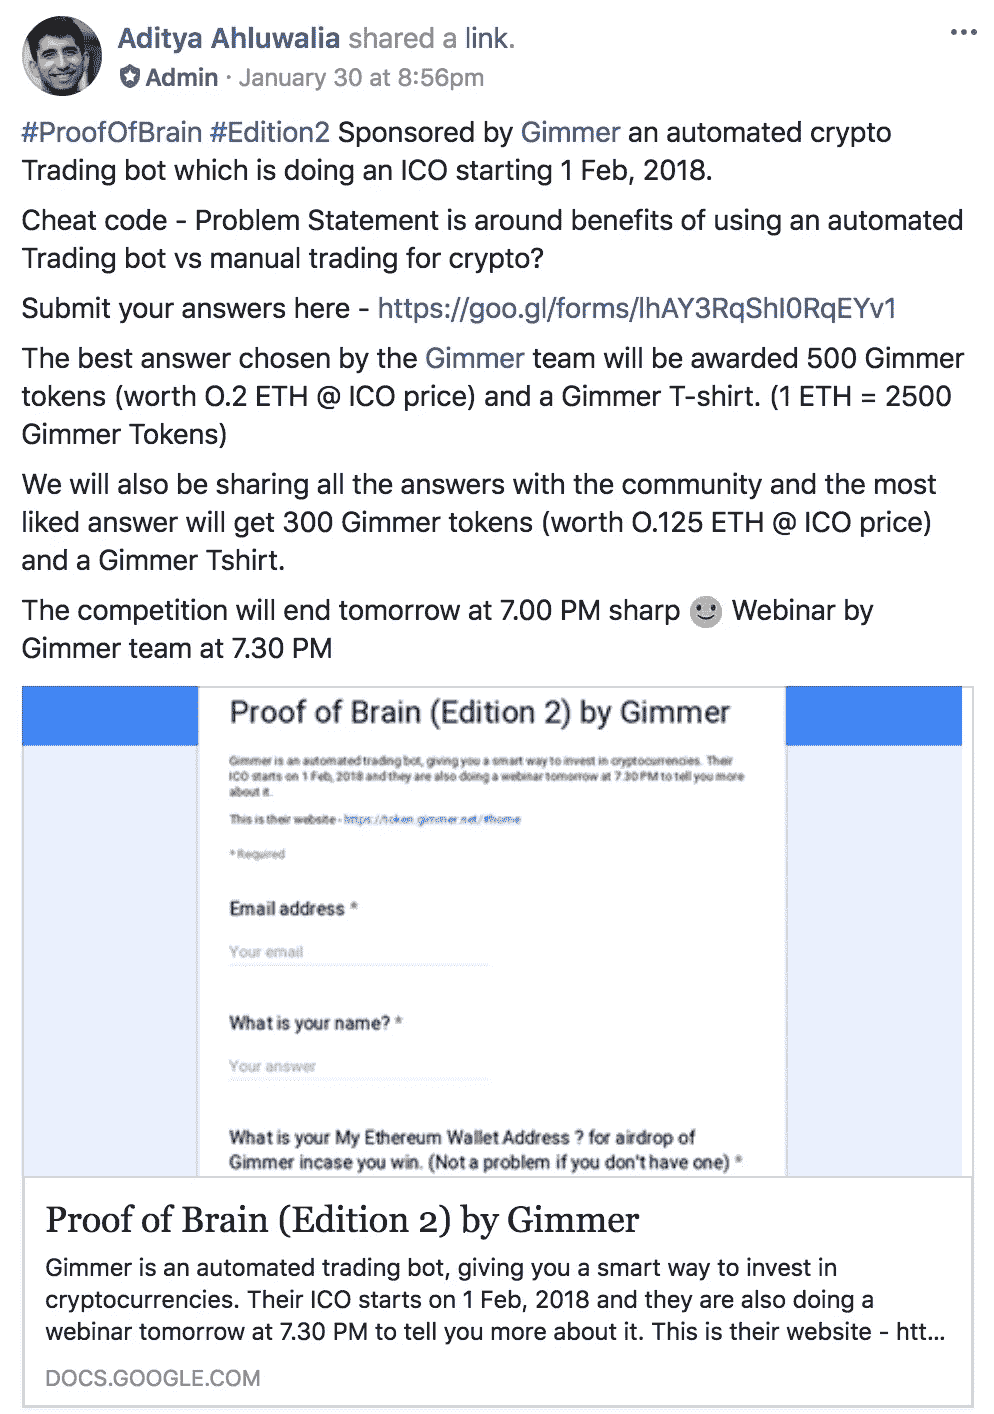 Aditya Ahluwalia shared a link.
Admin · January 30 at 8:56pm
#ProofOfBrain #Edition2 Sponsored by Gimmer an automated crypto
Trading bot which is doing an ICO starting 1 Feb, 2018.
Cheat code - Problem Statement is around benefits of using an automated
Trading bot vs manual trading for crypto?
Submit your answers here - https://goo.gl/forms/lhAY3RqShI0RqEYv1
The best answer chosen by the Gimmer team will be awarded 500 Gimmer
tokens (worth O.2 ETH @ ICO price) and a Gimmer T-shirt. (1 ETH = 2500
Gimmer Tokens)
We will also be sharing all the answers with the community and the most
liked answer will get 300 Gimmer tokens (worth O.125 ETH @ ICO price)
and a Gimmer Tshirt.
The competition will end tomorrow at 7.00 PM sharp Webinar by
Gimmer team at 7.30 PM
Proof of Brain (Edition 2) by Gimmer
Gimmer is an automated trading bot, giving you a smart way to invest in cryptocurrencies. Their
ICO starts on 1 Feb, 2018 and they are also doing a webinar tomorrow at 7.30 PM to tell you more
about it.
This is their website - https://token.gimmer.net/#home
* Required
Email address *
Your email
What is your name? *
Your answer
What is your My Ethereum Wallet Address ? for airdrop of
Gimmer incase you win. (Not a problem if you don't have one) *
Proof of Brain (Edition 2) by Gimmer
Gimmer is an automated trading bot, giving you a smart way to invest in
cryptocurrencies. Their ICO starts on 1 Feb, 2018 and they are also doing a
webinar tomorrow at 7.30 PM to tell you more about it. This is their website - htt...
DOCS.GOOGLE.COM